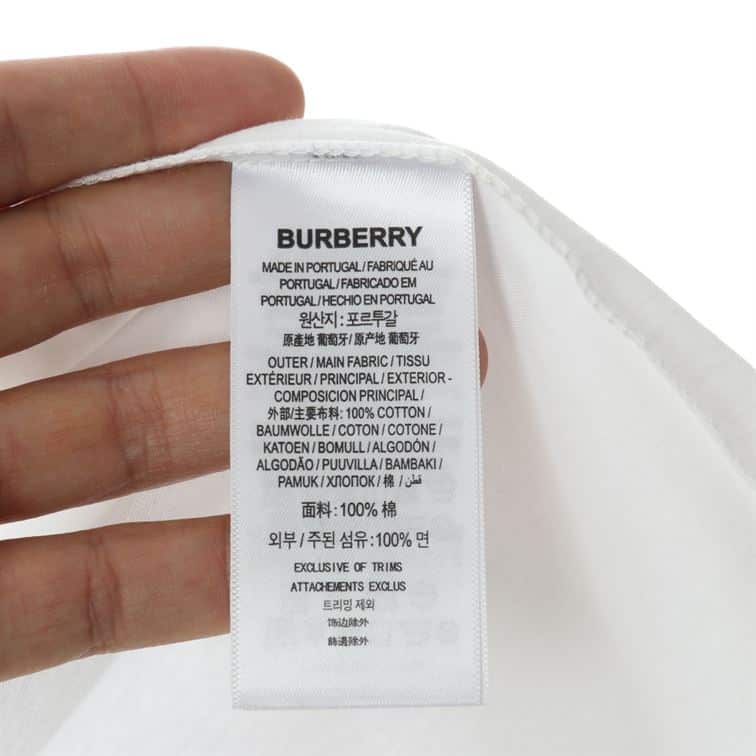 BURBERRY
MADE IN PORTUGAL / FABRIQUÉ AU
PORTUGAL / FABRICADO EM
PORTUGAL / HECHO EN PORTUGAL
원산지 : 포르투갈
原產地 葡萄牙 / 原产地 葡萄牙
OUTER / MAIN FABRIC / TISSU
EXTÉRIEUR / PRINCIPAL / EXTERIOR -
COMPOSICION PRINCIPAL /
外部/主要布料: 100% COTTON /
BAUMWOLLE / COTON / COTONE /
KATOEN / BOMULL / ALGODÓN /
ALGODÃO / PUUVILLA / BAMBAKI /
PAMUK / ХЛОПОК / 棉 / قطن
面料: 100% 棉
외부 / 주된 섬유: 100% 면
EXCLUSIVE OF TRIMS
ATTACHEMENTS EXCLUS
트리밍 제외
饰边除外
飾邊除外